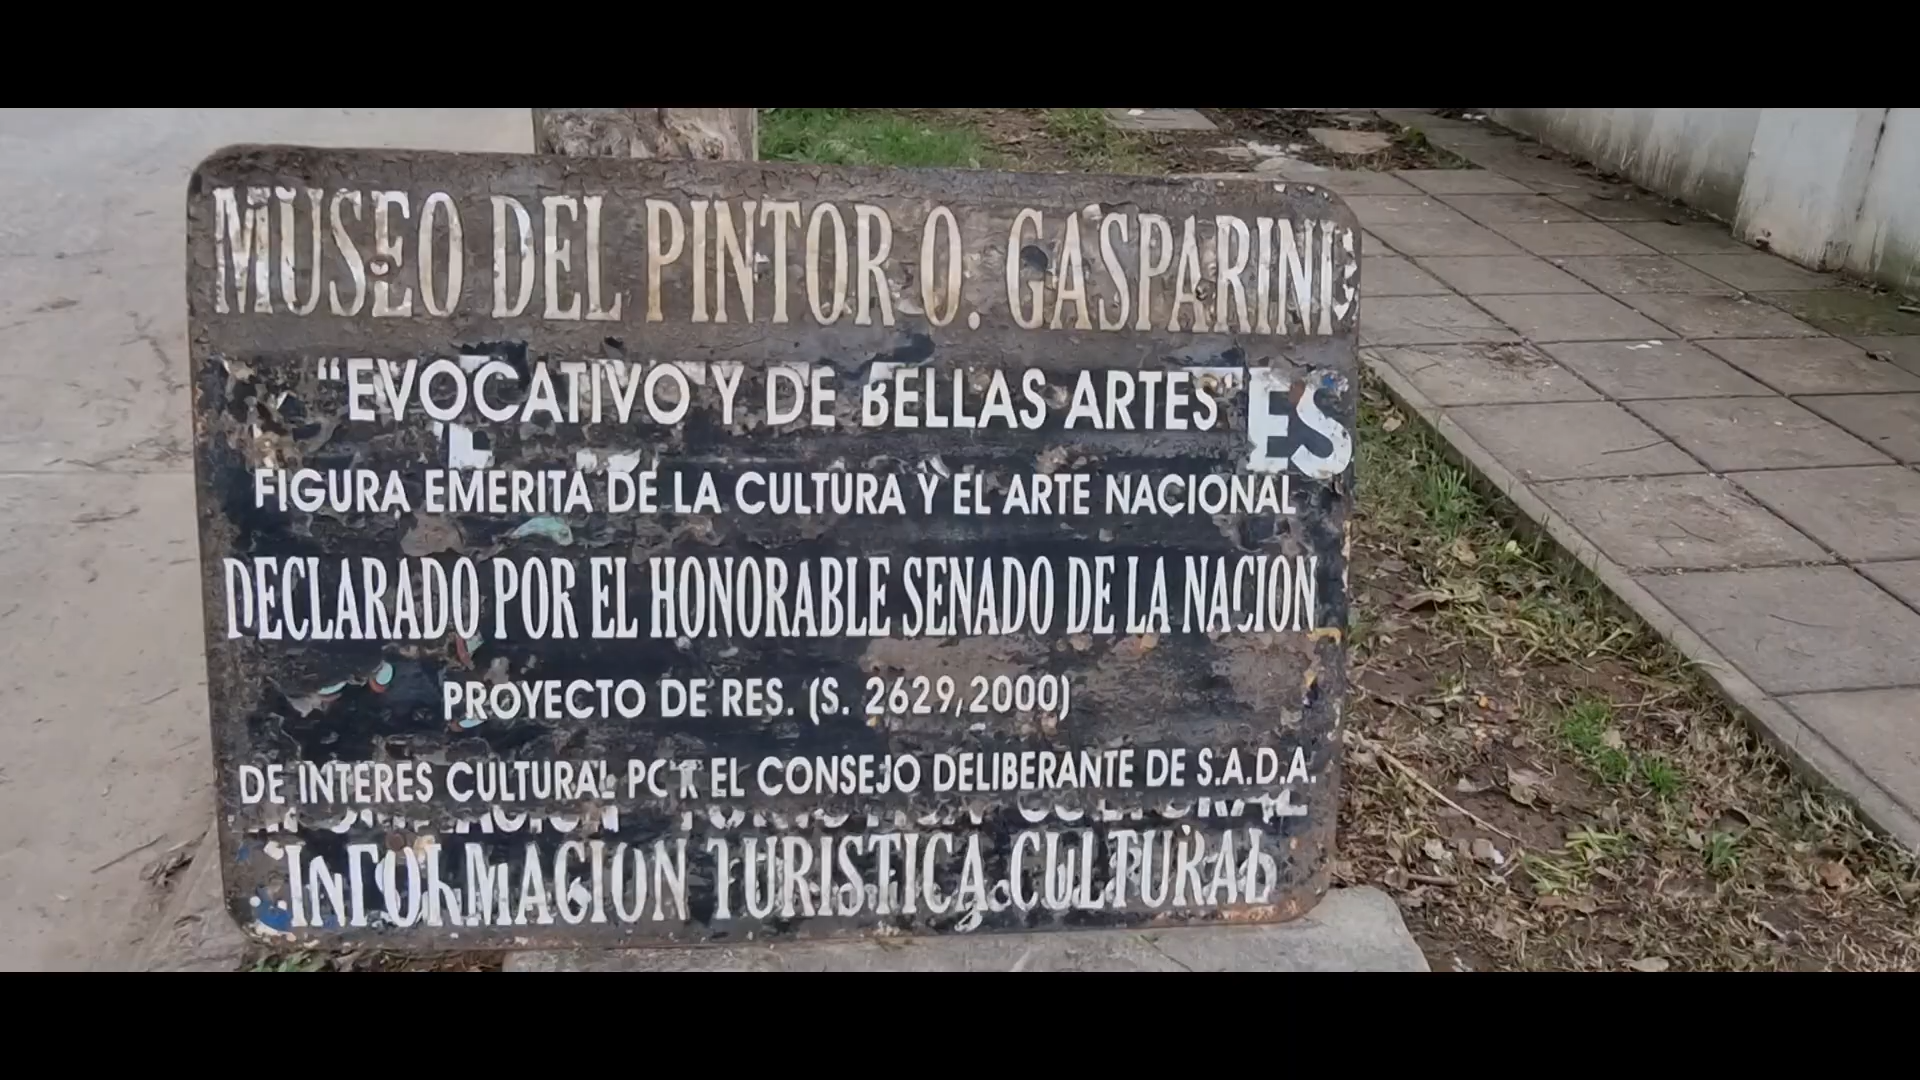 MUSEO DEL PINTOR O. GASPARINI
"EVOCATIVO Y DE BELLAS ARTES"
ES
FIGURA EMERITA DE LA CULTURA Y EL ARTE NACIONAL
DECLARADO POR EL HONORABLE SENADO DE LA NACION
PROYECTO DE RES. (S. 2629,2000)
DE INTERES CULTURAL POR EL CONSEJO DELIBERANTE DE S.A.D.A.
INFORMACION TURISTICA CULTURAL